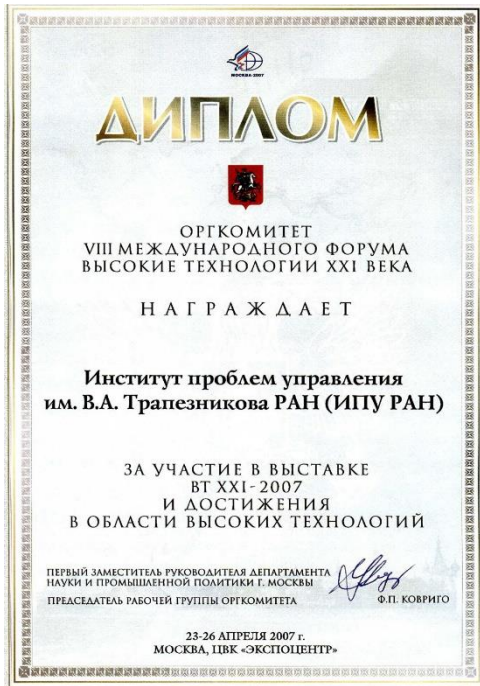 МОСКВА-2007
ДИПЛОМ
ОРГКОМИТЕТ
VIII МЕЖДУНАРОДНОГО ФОРУМА
ВЫСОКИЕ ТЕХНОЛОГИИ XXI ВЕКА
НАГРАЖДАЕТ
Институт проблем управления
им. В.А. Трапезникова РАН (ИПУ РАН)
ЗА УЧАСТИЕ В ВЫСТАВКЕ
ВТ XXI-2007
И ДОСТИЖЕНИЯ
В ОБЛАСТИ ВЫСОКИХ ТЕХНОЛОГИЙ
ПЕРВЫЙ ЗАМЕСТИТЕЛЬ РУКОВОДИТЕЛЯ ДЕПАРТАМЕНТА
НАУКИ И ПРОМЫШЛЕННОЙ ПОЛИТИКИ Г. МОСКВЫ
ПРЕДСЕДАТЕЛЬ РАБОЧЕЙ ГРУППЫ ОРГКОМИТЕТА
Ф.П. КОВРИГО
23-26 АПРЕЛЯ 2007 г.
МОСКВА, ЦВК «ЭКСПОЦЕНТР»